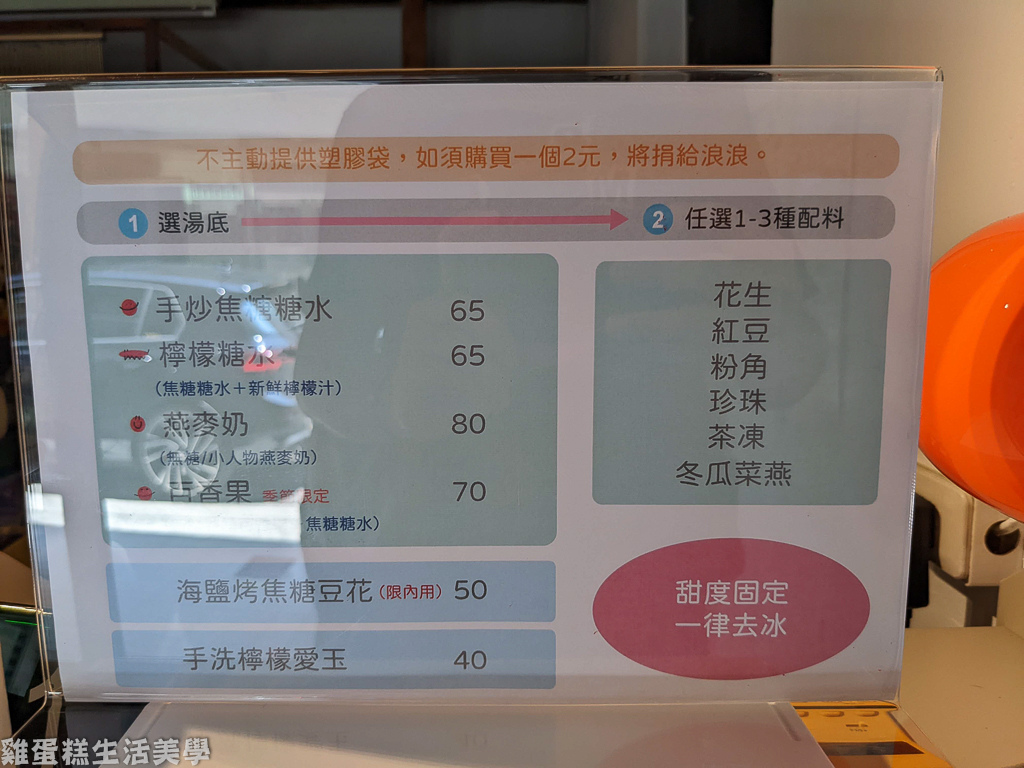 不主動提供塑膠袋，如須購買一個2元，將捐給浪浪。
1 選湯底
2 任選1-3種配料
手炒焦糖糖水 65
檸檬糖水 65
(焦糖糖水＋新鮮檸檬汁)
燕麥奶 80
(無糖/小人物燕麥奶)
百香果 季節限定 70
焦糖糖水)
海鹽烤焦糖豆花(限內用) 50
手洗檸檬愛玉 40
花生
紅豆
粉角
珍珠
茶凍
冬瓜菜燕
甜度固定
一律去冰
雞蛋糕生活美學